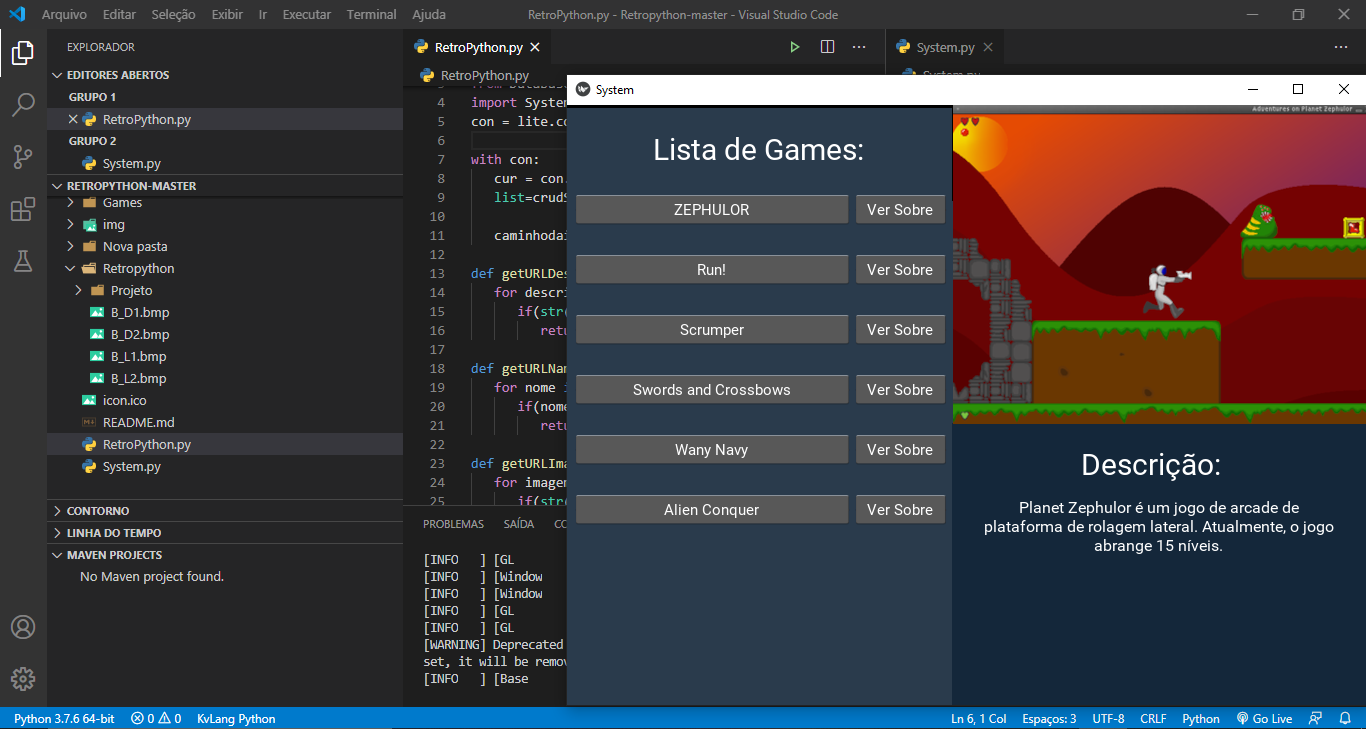 Arquivo Editar Seleção Exibir Ir Executar Terminal Ajuda
RetroPython.py - Retropython-master - Visual Studio Code
EXPLORADOR
EDITORES ABERTOS
GRUPO 1
RetroPython.py
GRUPO 2
System.py
RETROPYTHON-MASTER
Games
img
Nova pasta
Retropython
Projeto
B_D1.bmp
B_D2.bmp
B_L1.bmp
B_L2.bmp
icon.ico
README.md
RetroPython.py
System.py
CONTORNO
LINHA DO TEMPO
MAVEN PROJECTS
No Maven project found.
RetroPython.py
System.py
RetroPython.py
System.py
4 import System
5 con = lite.co
6
7 with con:
8 cur = con.
9 list=crudS
10
11 caminhodai
12
13 def getURLDes
14 for descri
15 if(str(
16 retu
17
18 def getURLNam
19 for nome i
20 if(nome
21 retu
22
23 def getURLIma
24 for imagem
25 if(str(
PROBLEMAS SAÍDA CO
[INFO ] [GL
[INFO ] [Window
[INFO ] [Window
[INFO ] [GL
[INFO ] [GL
[WARNING] Deprecated
set, it will be remov
[INFO ] [Base
System
Lista de Games:
ZEPHULOR Ver Sobre
Run! Ver Sobre
Scrumper Ver Sobre
Swords and Crossbows Ver Sobre
Wany Navy Ver Sobre
Alien Conquer Ver Sobre
Adventures on Planet Zephulor
Descrição:
Planet Zephulor é um jogo de arcade de
plataforma de rolagem lateral. Atualmente, o jogo
abrange 15 níveis.
Python 3.7.6 64-bit 0 0 KvLang Python
Ln 6, 1 Col Espaços: 3 UTF-8 CRLF Python Go Live